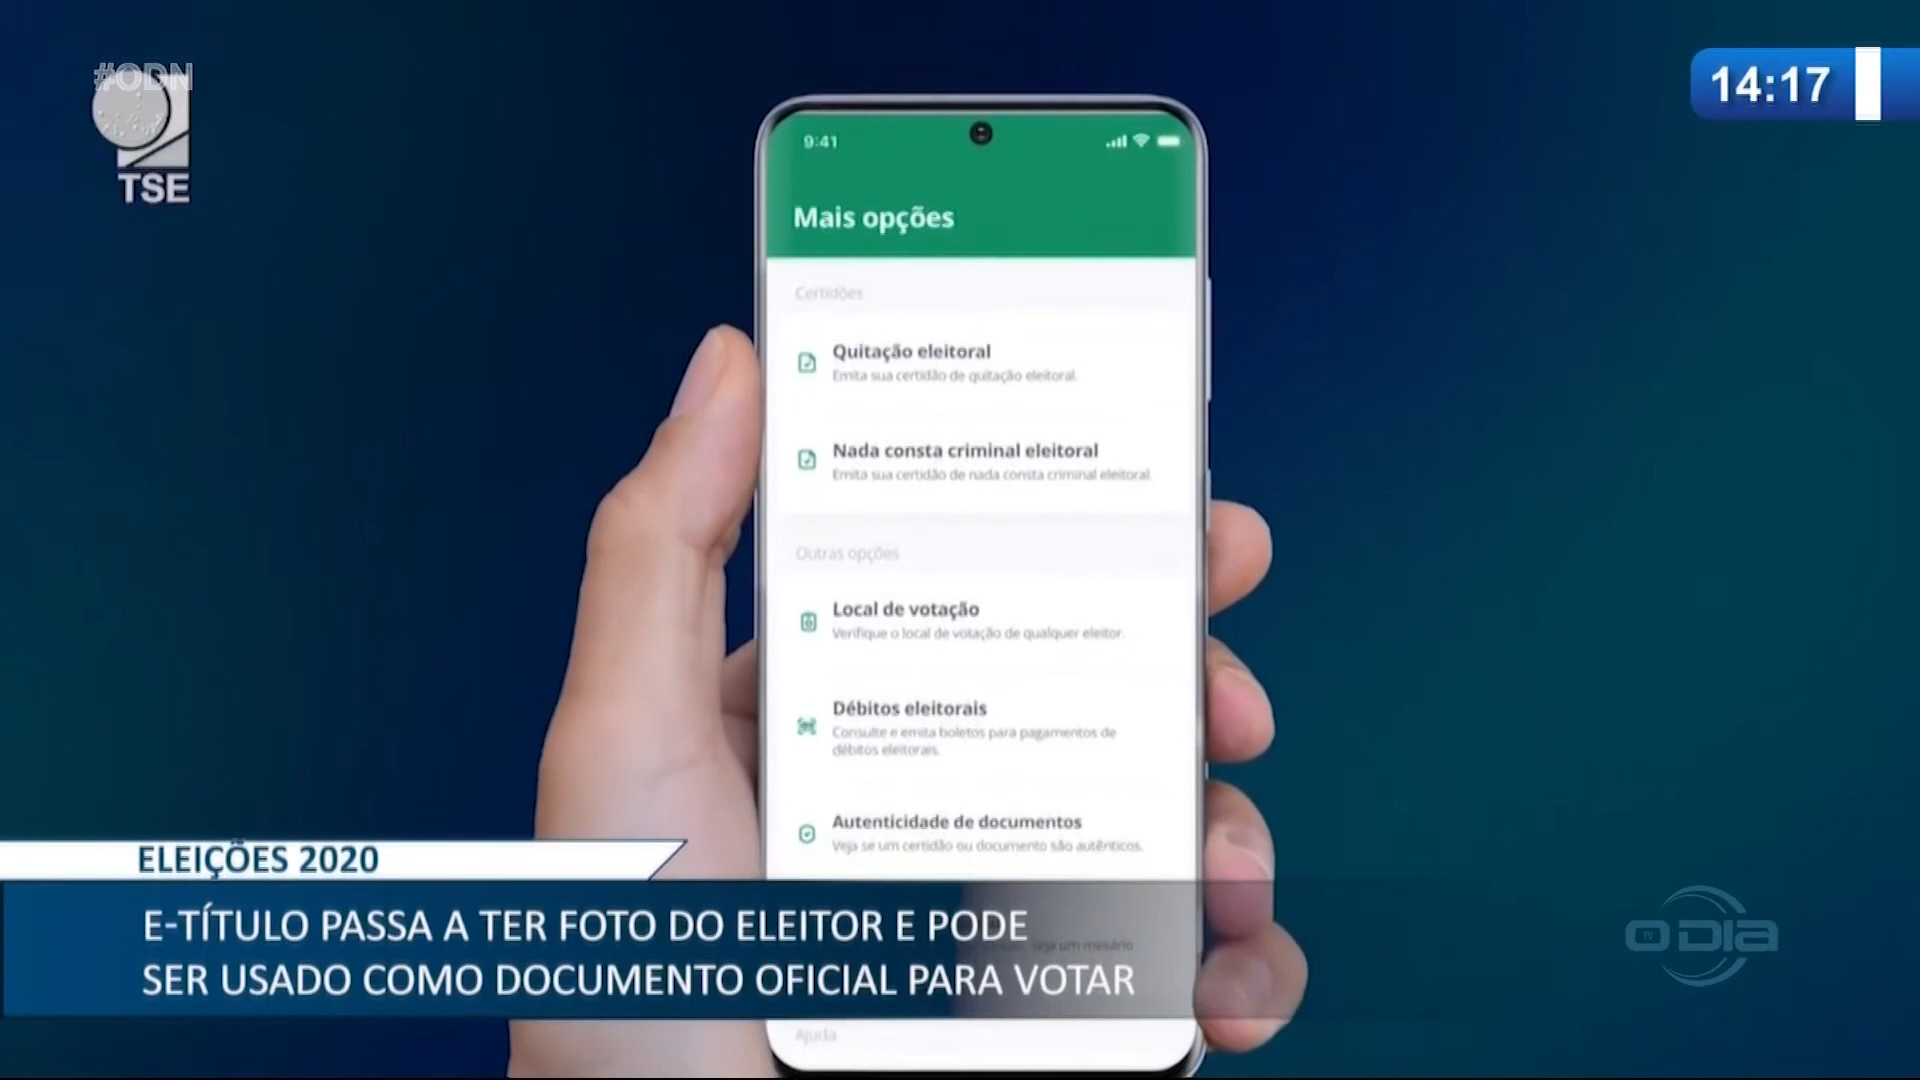 #ODN
TSE
14:17
9:41
Mais opções
Certidões
Quitação eleitoral
Emita sua certidão de quitação eleitoral.
Nada consta criminal eleitoral
Emita sua certidão de nada consta criminal eleitoral
Outras opções
Local de votação
Verifique o local de votação de qualquer eleitor.
Débitos eleitorais
Consulte e emita boletos para pagamentos de
débitos eleitorais.
Autenticidade de documentos
Veja se um certidão ou documento são autênticos.
seja um mesário
Ajuda
ELEIÇÕES 2020
E-TÍTULO PASSA A TER FOTO DO ELEITOR E PODE
SER USADO COMO DOCUMENTO OFICIAL PARA VOTAR
TV O DIA